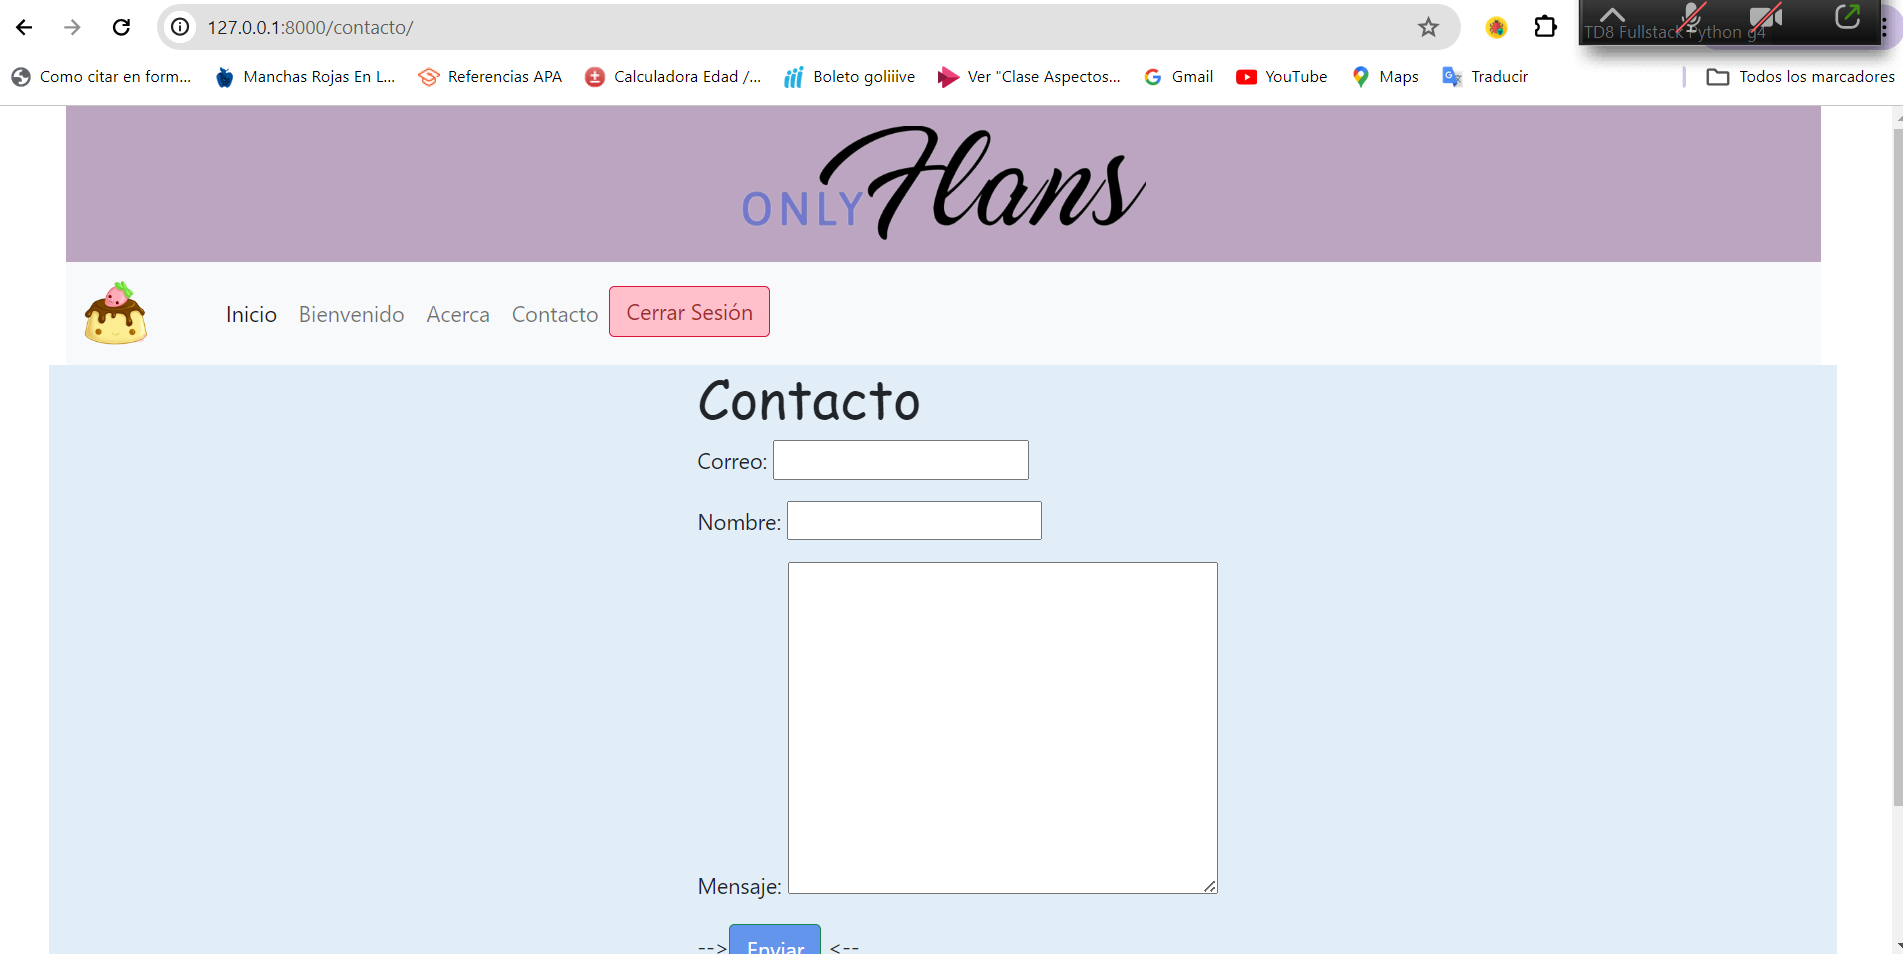 127.0.0.1:8000/contacto/
TD8 Fullstack Python g4
Como citar en form... Manchas Rojas En L... Referencias APA Calculadora Edad /... Boleto goliiive Ver "Clase Aspectos... Gmail YouTube Maps Traducir Todos los marcadores
ONLY Flans
Inicio Bienvenido Acerca Contacto Cerrar Sesión
Contacto
Correo:
Nombre:
Mensaje:
--> Enviar <--